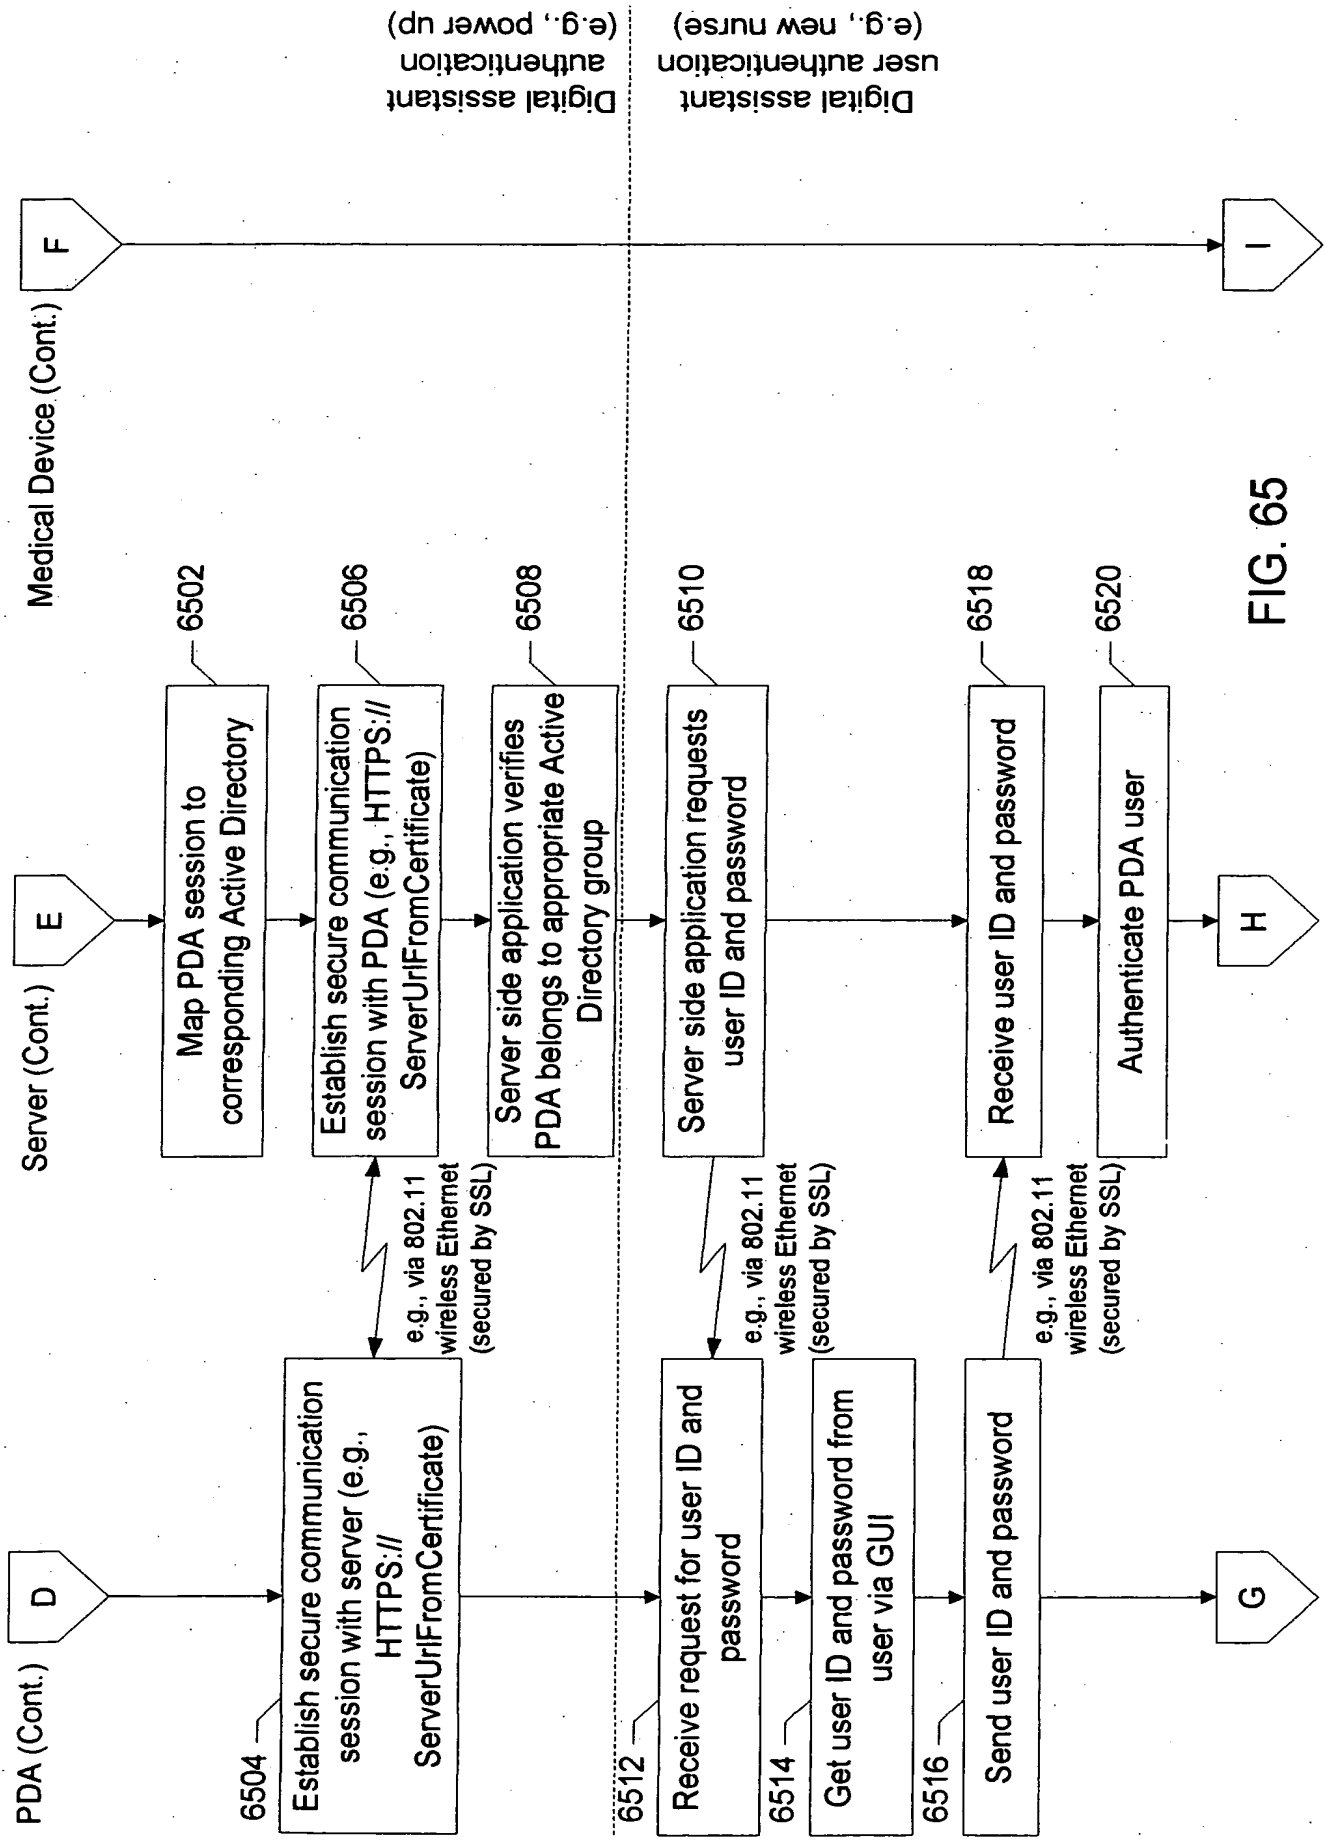 PDA (Cont.)
D
6504
Establish secure communication
session with server (e.g.,
HTTPS://
ServerUrlFromCertificate)
6512
Receive request for user ID and
password
6514
Get user ID and password from
user via GUI
6516
Send user ID and password
G
Server (Cont.)
E
Map PDA session to
corresponding Active Directory
6502
Establish secure communication
session with PDA (e.g., HTTPS://
ServerUrlFromCertificate)
6506
e.g., via 802.11
wireless Ethernet
(secured by SSL)
Server side application verifies
PDA belongs to appropriate Active
Directory group
6508
Server side application requests
user ID and password
6510
e.g., via 802.11
wireless Ethernet
(secured by SSL)
Receive user ID and password
6518
e.g., via 802.11
wireless Ethernet
(secured by SSL)
Authenticate PDA user
6520
H
Medical Device (Cont.)
F
I
Digital assistant
authentication
(e.g., power up)
Digital assistant
user authentication
(e.g., new nurse)
FIG. 65